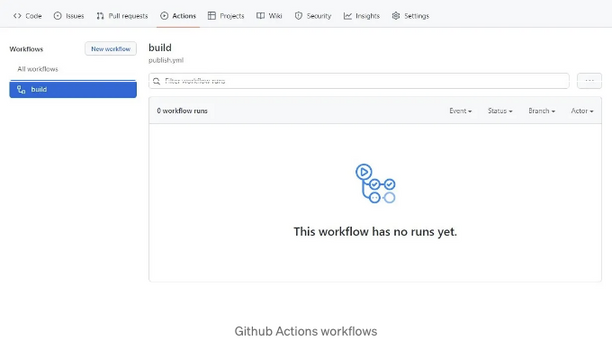 Code Issues Pull requests Actions Projects Wiki Security Insights Settings
Workflows New workflow
All workflows
build
build
publish.yml
Filter workflow runs
0 workflow runs Event Status Branch Actor
This workflow has no runs yet.
Github Actions workflows